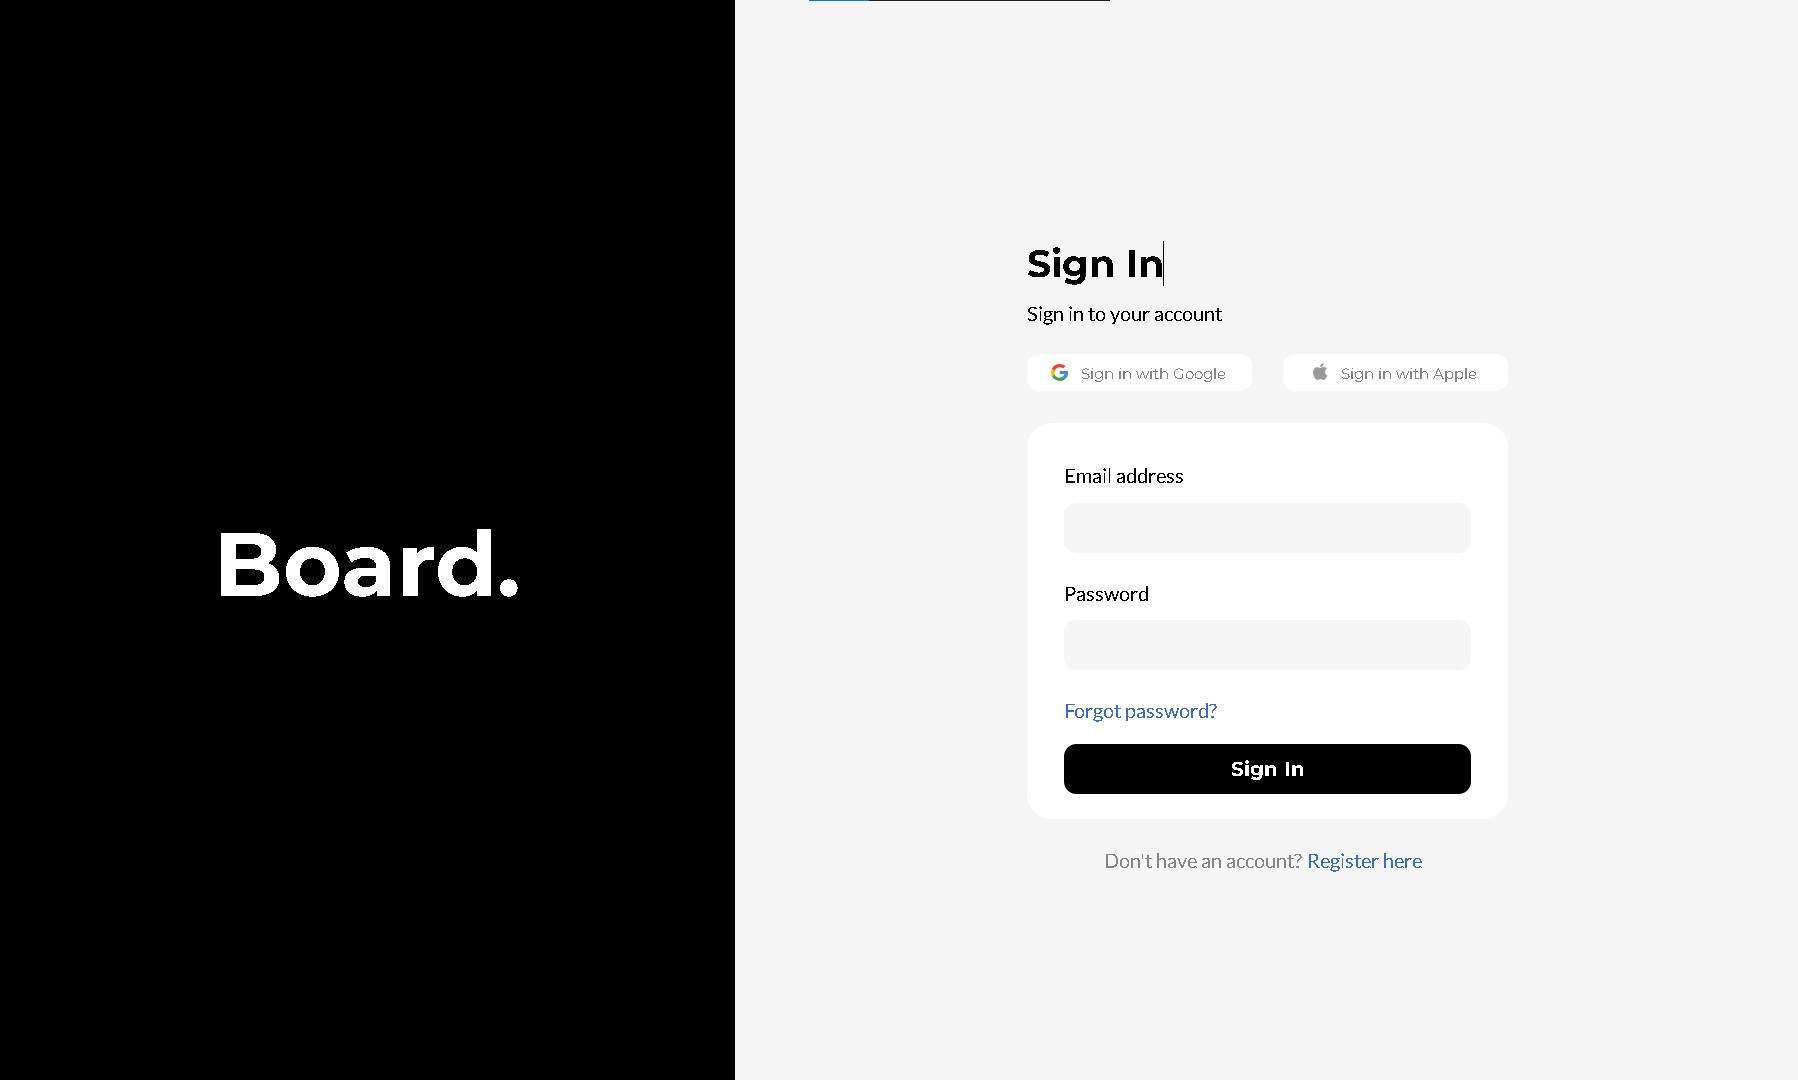 Board.
Sign In
Sign in to your account
Sign in with Google
Sign in with Apple
Email address
Password
Forgot password?
Sign In
Don't have an account? Register here